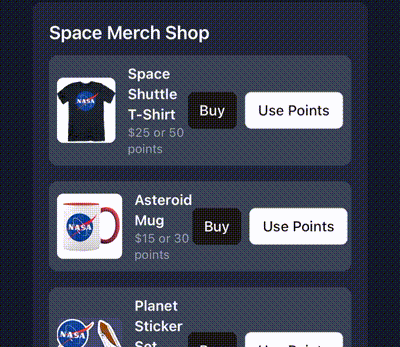 Space Merch Shop
NASA
Space
Shuttle
T-Shirt
$25 or 50
points
Buy
Use Points
NASA
Asteroid
Mug
$15 or 30
points
Buy
Use Points
NASA
Planet
Sticker
Set
Buy
Use Points